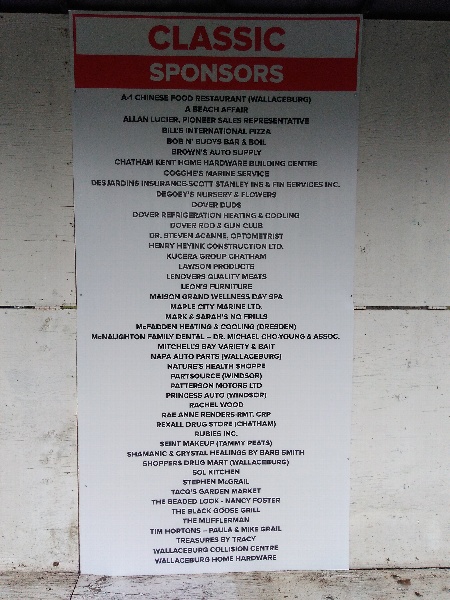 CLASSIC
SPONSORS
A-1 CHINESE FOOD RESTAURANT (WALLACEBURG)
A BEACH AFFAIR
ALLAN LUCIER, PIONEER SALES REPRESENTATIVE
BILL'S INTERNATIONAL PIZZA
BOB N' BUDYS BAR & BOIL
BROWN'S AUTO SUPPLY
CHATHAM KENT HOME HARDWARE BUILDING CENTRE
COGGHE'S MARINE SERVICE
DESJARDINS INSURANCE-SCOTT STANLEY INS & FIN SERVICES INC.
DEGOEY'S NURSERY & FLOWERS
DOVER DUDS
DOVER REFRIGERATION HEATING & COOLING
DOVER ROD & GUN CLUB
DR. STEVEN ACANNE, OPTOMETRIST
HENRY HEYINK CONSTRUCTION LTD.
KUCERA GROUP CHATHAM
LAWSON PRODUCTS
LENOVERS QUALITY MEATS
LEON'S FURNITURE
MAISON GRAND WELLNESS DAY SPA
MAPLE CITY MARINE LTD.
MARK & SARAH'S NO FRILLS
McFADDEN HEATING & COOLING (DRESDEN)
McNAUGHTON FAMILY DENTAL - DR. MICHAEL CHO-YOUNG & ASSOC.
MITCHELL'S BAY VARIETY & BAIT
NAPA AUTO PARTS (WALLACEBURG)
NATURE'S HEALTH SHOPPE
PARTSOURCE (WINDSOR)
PATTERSON MOTORS LTD
PRINCESS AUTO (WINDSOR)
RACHEL WOOD
RAE ANNE RENDERS RMT. CRP
REXALL DRUG STORE (CHATHAM)
RUBIES INC.
SEINT MAKEUP (TAMMY PEATS)
SHAMANIC & CRYSTAL HEALINGS BY BARB SMITH
SHOPPERS DRUG MART (WALLACEBURG)
SOL KITCHEN
STEPHEN McGRAIL
TACO'S GARDEN MARKET
THE BEADED LOOK - NANCY FOSTER
THE BLACK GOOSE GRILL
THE MUFFLERMAN
TIM HORTONS - PAULA & MIKE GRAIL
TREASURES BY TRACY
WALLACEBURG COLLISION CENTRE
WALLACEBURG HOME HARDWARE